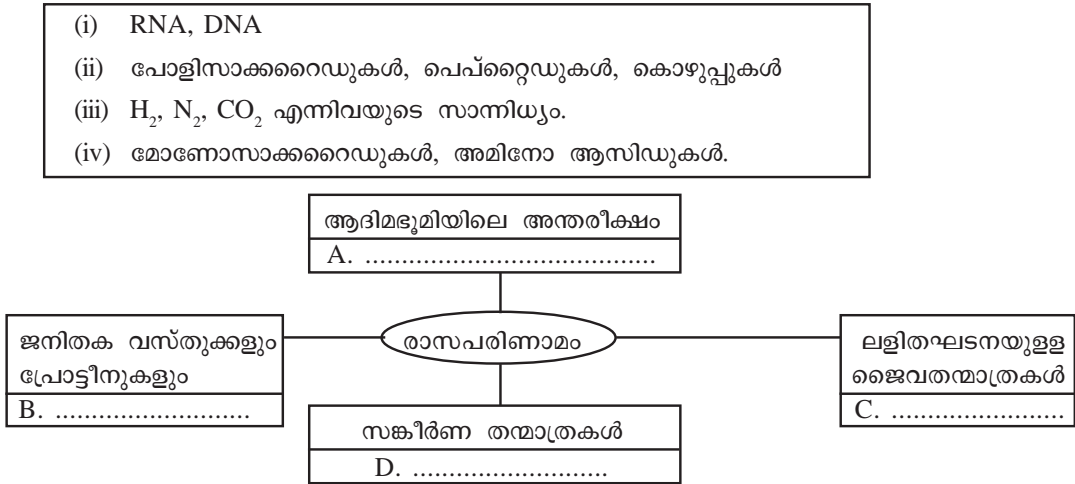 (i) RNA, DNA
(ii) പോളിസാക്കറൈഡുകൾ, പെപ്റ്റൈഡുകൾ, കൊഴുപ്പുകൾ
(iii) H₂, N₂, CO₂ എന്നിവയുടെ സാന്നിധ്യം.
(iv) മോണോസാക്കറൈഡുകൾ, അമിനോ ആസിഡുകൾ.
ആദിമഭൂമിയിലെ അന്തരീക്ഷം
A. ........................................
ജനിതക വസ്തുക്കളും
പ്രോട്ടീനുകളും
B. ...........................
രാസപരിണാമം
ലളിതഘടനയുളള
ജൈവതന്മാത്രകൾ
C. ........................
സങ്കീർണ തന്മാത്രകൾ
D. ...........................